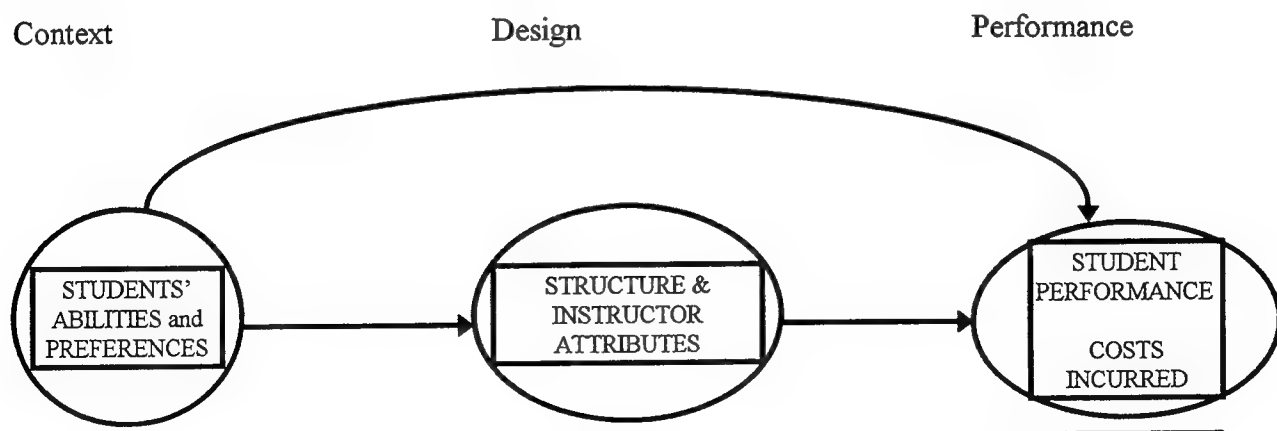 Context
Design
Performance
STUDENTS’
ABILITIES and
PREFERENCES
STRUCTURE &
INSTRUCTOR
ATTRIBUTES
STUDENT
PERFORMANCE
COSTS
INCURRED